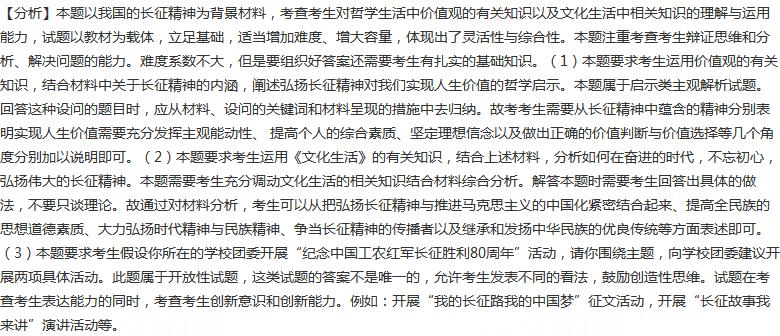 【分析】本题以我国的长征精神为背景材料，考查考生对哲学生活中价值观的有关知识以及文化生活中相关知识的理解与运用
能力，试题以教材为载体，立足基础，适当增加难度、增大容量，体现出了灵活性与综合性。本题注重考查考生辩证思维和分
析、解决问题的能力。难度系数不大，但是要组织好答案还需要考生有扎实的基础知识。（1）本题要求考生运用价值观的有关
知识，结合材料中关于长征精神的内涵，阐述弘扬长征精神对我们实现人生价值的哲学启示。本题属于启示类主观解析试题。
回答这种设问的题目时，应从材料、设问的关键词和材料呈现的措施中去归纳。故考考生需要从长征精神中蕴含的精神分别表
明实现人生价值需要充分发挥主观能动性、 提高个人的综合素质、坚定理想信念以及做出正确的价值判断与价值选择等几个角
度分别加以说明即可。（2）本题要求考生运用《文化生活》的有关知识，结合上述材料，分析如何在奋进的时代，不忘初心，
弘扬伟大的长征精神。本题需要考生充分调动文化生活的相关知识结合材料综合分析。解答本题时需要考生回答出具体的做
法，不要只谈理论。故通过对材料分析，考生可以从把弘扬长征精神与推进马克思主义的中国化紧密结合起来、提高全民族的
思想道德素质、大力弘扬时代精神与民族精神、争当长征精神的传播者以及继承和发扬中华民族的优良传统等方面表述即可。
（3）本题要求考生假设你所在的学校团委开展“纪念中国工农红军长征胜利80周年”活动，请你围绕主题，向学校团委建议开
展两项具体活动。此题属于开放性试题，这类试题的答案不是唯一的，允许考生发表不同的看法，鼓励创造性思维。试题在考
查考生表达能力的同时，考查考生创新意识和创新能力。例如：开展“我的长征路我的中国梦”征文活动，开展“长征故事我
来讲”演讲活动等。